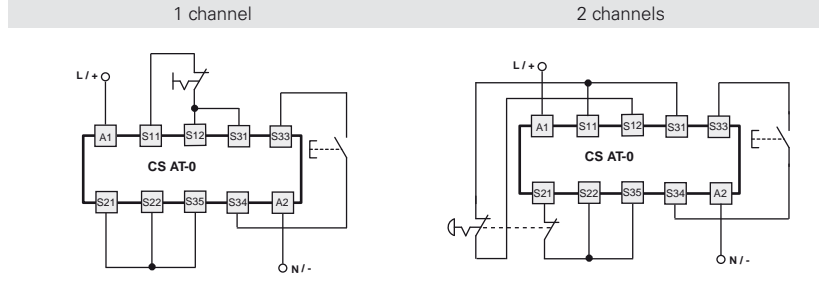 1 channel
2 channels
L/+
A1 S11 S12 S31 S33
CS AT-0
S21 S22 S35 S34 A2
N/-
L/+
A1 S11 S12 S31 S33
CS AT-0
S21 S22 S35 S34 A2
N/-